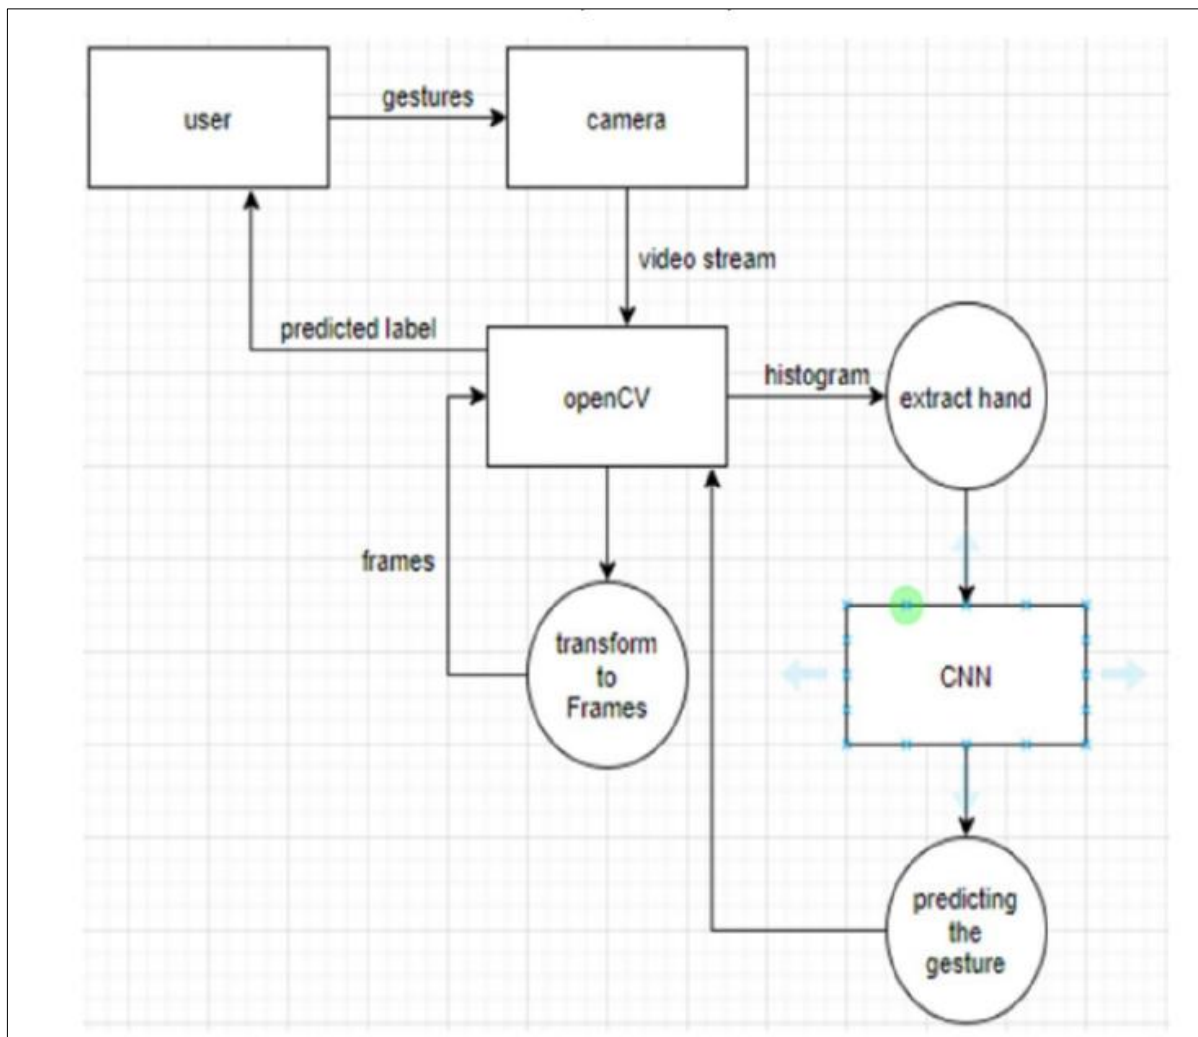 user
gestures
camera
video stream
predicted label
openCV
histogram
extract hand
frames
transform
to
Frames
CNN
predicting
the
gesture